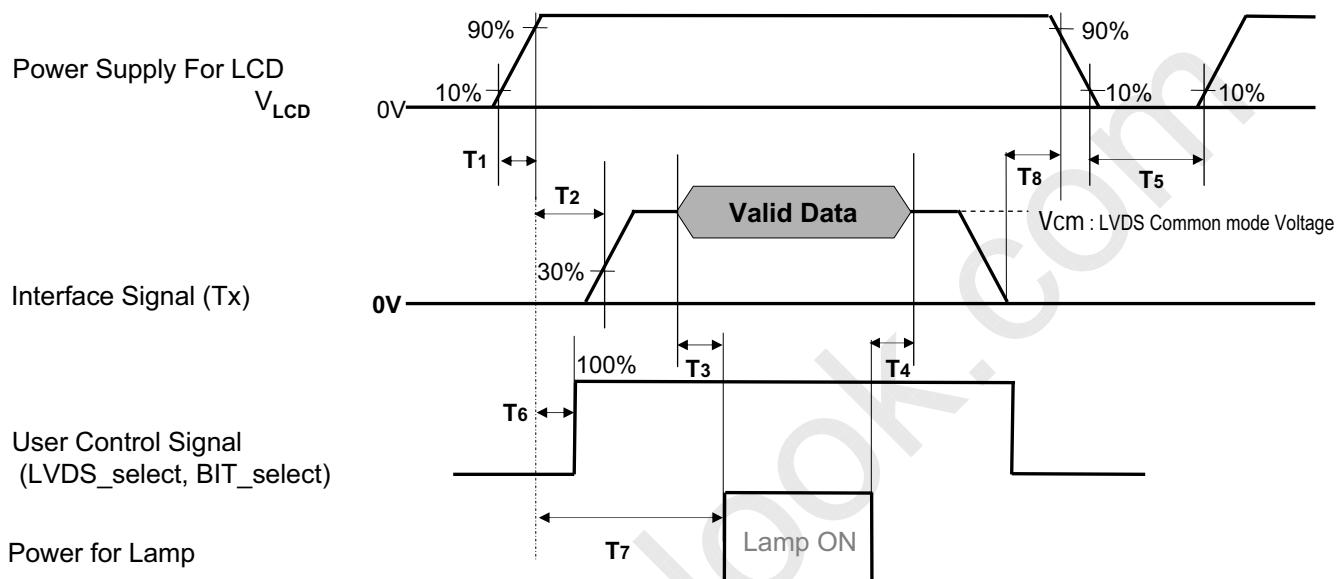 90%
90%
Power Supply For LCD
VLCD
10%
10%
10%
0V
T1
T8
T5
T2
Valid Data
Vcm : LVDS Common mode Voltage
30%
Interface Signal (Tx)
0V
100%
T3
T4
T6
User Control Signal
(LVDS_select, BIT_select)
T7
Lamp ON
Power for Lamp
look.com